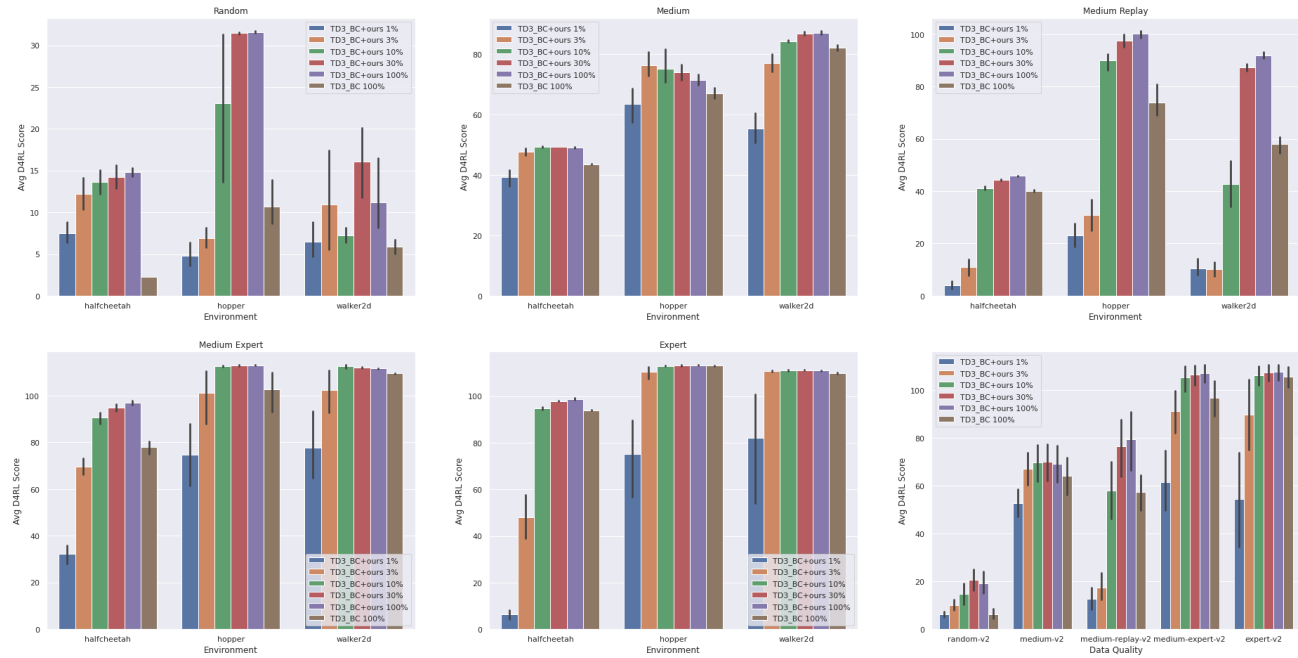 Random
Avg D4RL Score
30
25
20
15
10
5
0
TD3_BC+ours 1%
TD3_BC+ours 3%
TD3_BC+ours 10%
TD3_BC+ours 30%
TD3_BC+ours 100%
TD3_BC 100%
halfcheetah hopper walker2d
Environment
Medium
Avg D4RL Score
80
60
40
20
0
TD3_BC+ours 1%
TD3_BC+ours 3%
TD3_BC+ours 10%
TD3_BC+ours 30%
TD3_BC+ours 100%
TD3_BC 100%
halfcheetah hopper walker2d
Environment
Medium Replay
Avg D4RL Score
100
80
60
40
20
0
TD3_BC+ours 1%
TD3_BC+ours 3%
TD3_BC+ours 10%
TD3_BC+ours 30%
TD3_BC+ours 100%
TD3_BC 100%
halfcheetah hopper walker2d
Environment
Medium Expert
Avg D4RL Score
100
80
60
40
20
0
TD3_BC+ours 1%
TD3_BC+ours 3%
TD3_BC+ours 10%
TD3_BC+ours 30%
TD3_BC+ours 100%
TD3_BC 100%
halfcheetah hopper walker2d
Environment
Expert
Avg D4RL Score
100
80
60
40
20
0
TD3_BC+ours 1%
TD3_BC+ours 3%
TD3_BC+ours 10%
TD3_BC+ours 30%
TD3_BC+ours 100%
TD3_BC 100%
halfcheetah hopper walker2d
Environment
Avg D4RL Score
100
80
60
40
20
0
TD3_BC+ours 1%
TD3_BC+ours 3%
TD3_BC+ours 10%
TD3_BC+ours 30%
TD3_BC+ours 100%
TD3_BC 100%
random-v2 medium-v2 medium-replay-v2 medium-expert-v2 expert-v2
Data Quality